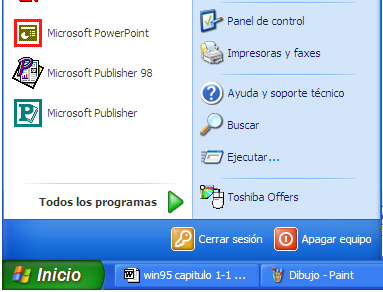 Microsoft PowerPoint
Microsoft Publisher 98
Microsoft Publisher
Todos los programas
Panel de control
Impresoras y faxes
Ayuda y soporte técnico
Buscar
Ejecutar...
Toshiba Offers
Cerrar sesión
Apagar equipo
Inicio
win95 capitulo 1-1 ...
Dibujo - Paint